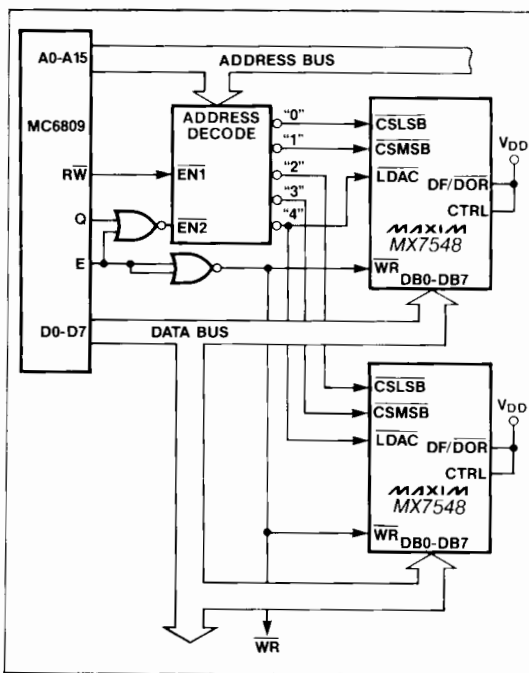 A0-A15
ADDRESS BUS
MC6809
ADDRESS
DECODE
"0"
"1"
"2"
"3"
"4"
CSLSB
CSMSB
LDAC
VDD
DF/DOR
CTRL
RW
EN1
Q
EN2
MAXIM
MX7548
E
WR
DB0-DB7
D0-D7
DATA BUS
CSLSB
CSMSB
LDAC
VDD
DF/DOR
CTRL
MAXIM
MX7548
WR
DB0-DB7
WR